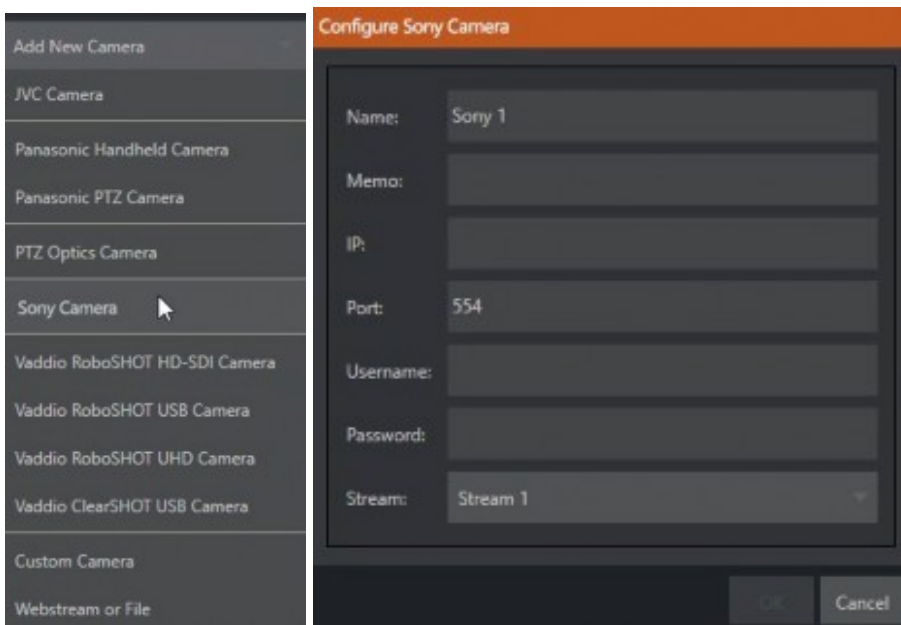 Add New Camera
JVC Camera
Panasonic Handheld Camera
Panasonic PTZ Camera
PTZ Optics Camera
Sony Camera
Vaddio RoboSHOT HD-SDI Camera
Vaddio RoboSHOT USB Camera
Vaddio RoboSHOT UHD Camera
Vaddio ClearSHOT USB Camera
Custom Camera
Webstream or File
Configure Sony Camera
Name: Sony 1
Memo:
IP:
Port: 554
Username:
Password:
Stream: Stream 1
OK Cancel